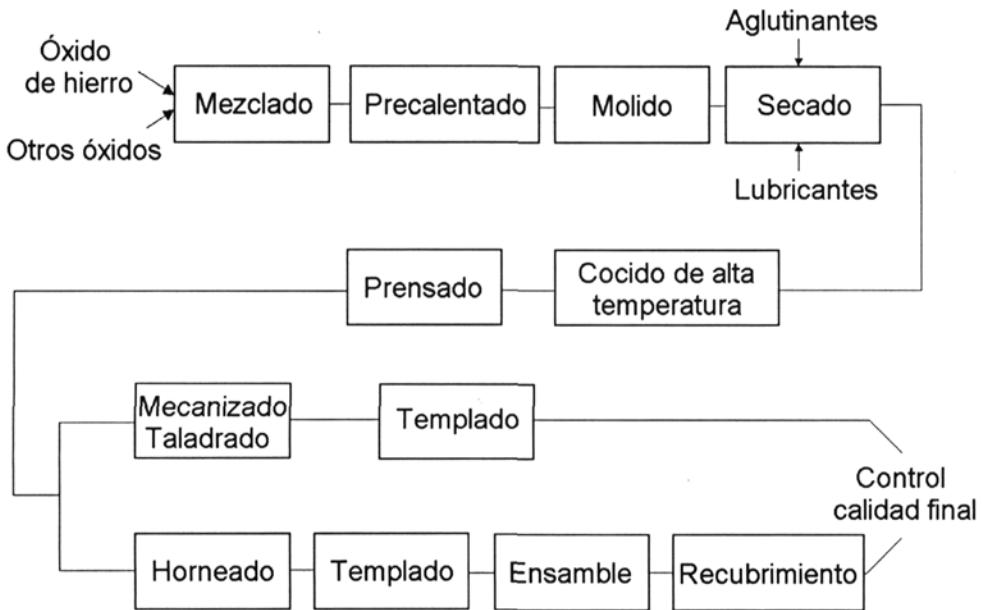 Óxido
de hierro
Otros óxidos
Mezclado
Precalentado
Molido
Aglutinantes
Secado
Lubricantes
Prensado
Cocido de alta
temperatura
Mecanizado
Taladrado
Templado
Horneado
Templado
Ensamble
Recubrimiento
Control
calidad final